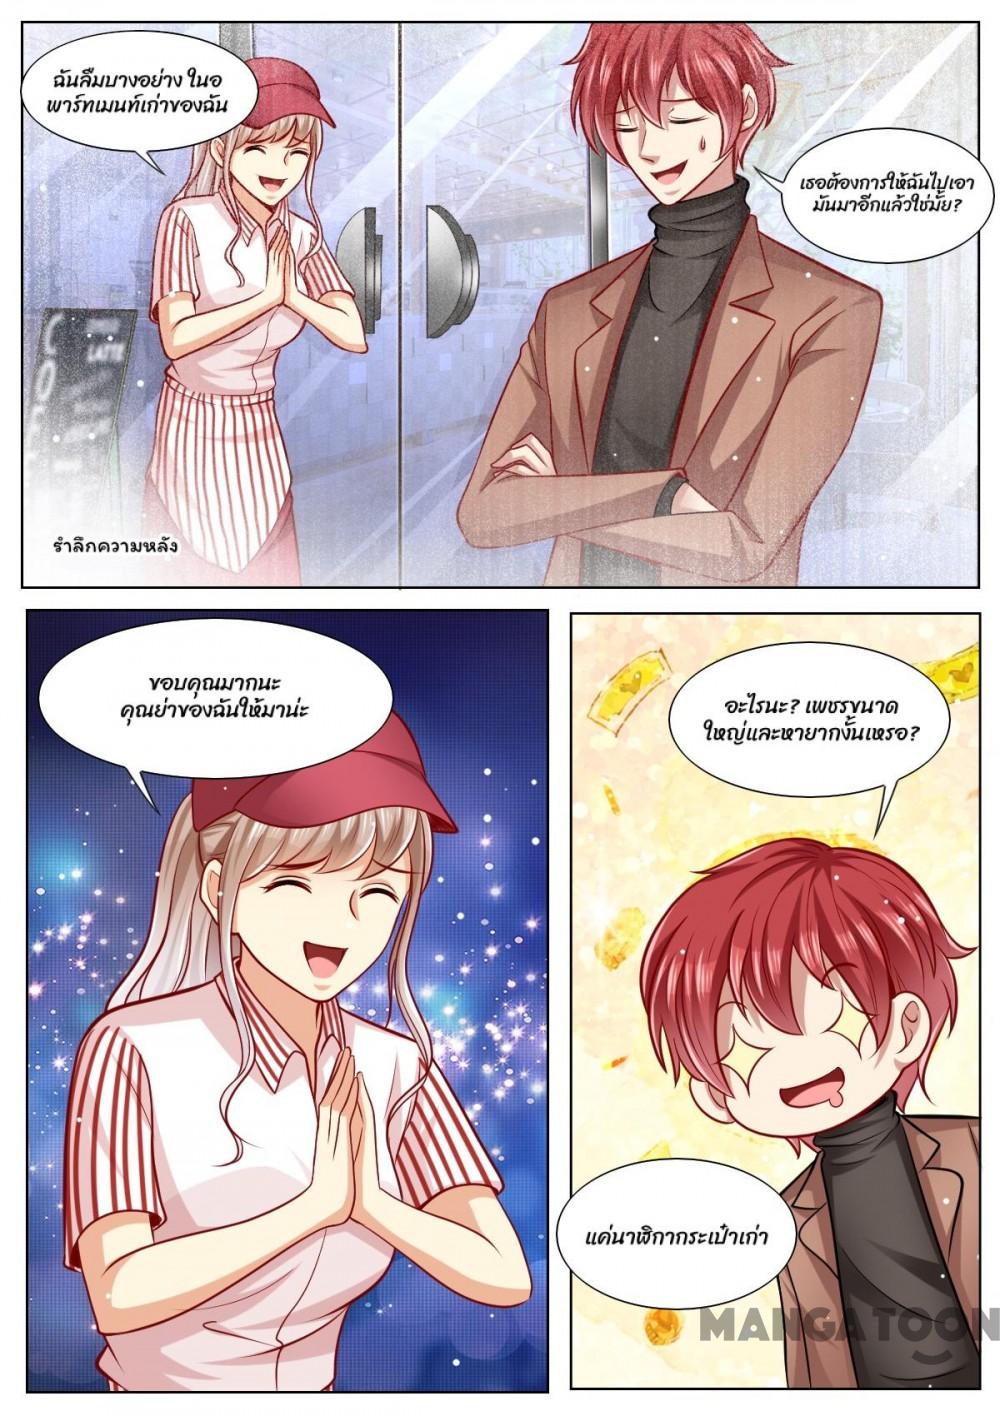 ฉันลืมบางอย่าง ในอ
พาร์ทเมนท์เก่าของฉัน
เธอต้องการให้ฉันไปเอา
มันมาอีกแล้วใช่มั้ย?
LATTE
รำลึกความหลัง
ขอบคุณมากนะ
คุณย่าของฉันให้มาน่ะ
อะไรนะ? เพชรขนาด
ใหญ่และหายากงั้นเหรอ?
แค่นาฬิกากระเป๋าเก่า
MANGATOON